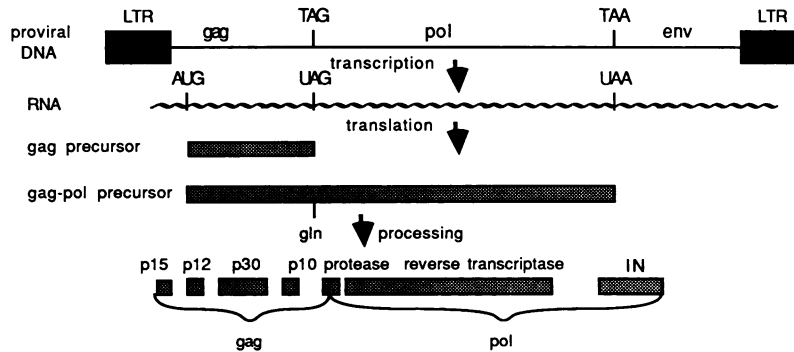 LTR gag TAG pol TAA env LTR
proviral DNA
transcription
AUG UAG UAA
RNA
translation
gag precursor
gag-pol precursor
gln processing
p15 p12 p30 p10 protease reverse transcriptase IN
gag pol